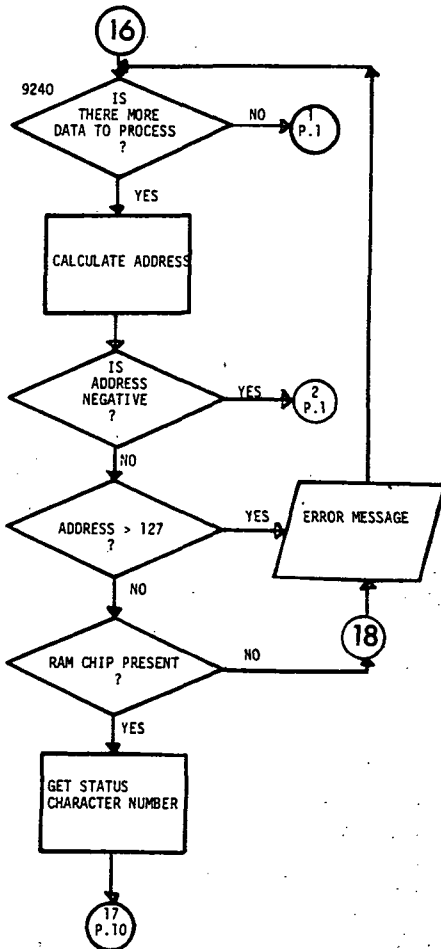 16
9240
IS
THERE MORE
DATA TO PROCESS
?
NO
1
P.1
YES
CALCULATE ADDRESS
IS
ADDRESS
NEGATIVE
?
YES
2
P.1
NO
ADDRESS > 127
?
YES
ERROR MESSAGE
NO
18
RAM CHIP PRESENT
?
NO
YES
GET STATUS
CHARACTER NUMBER
17
P.10